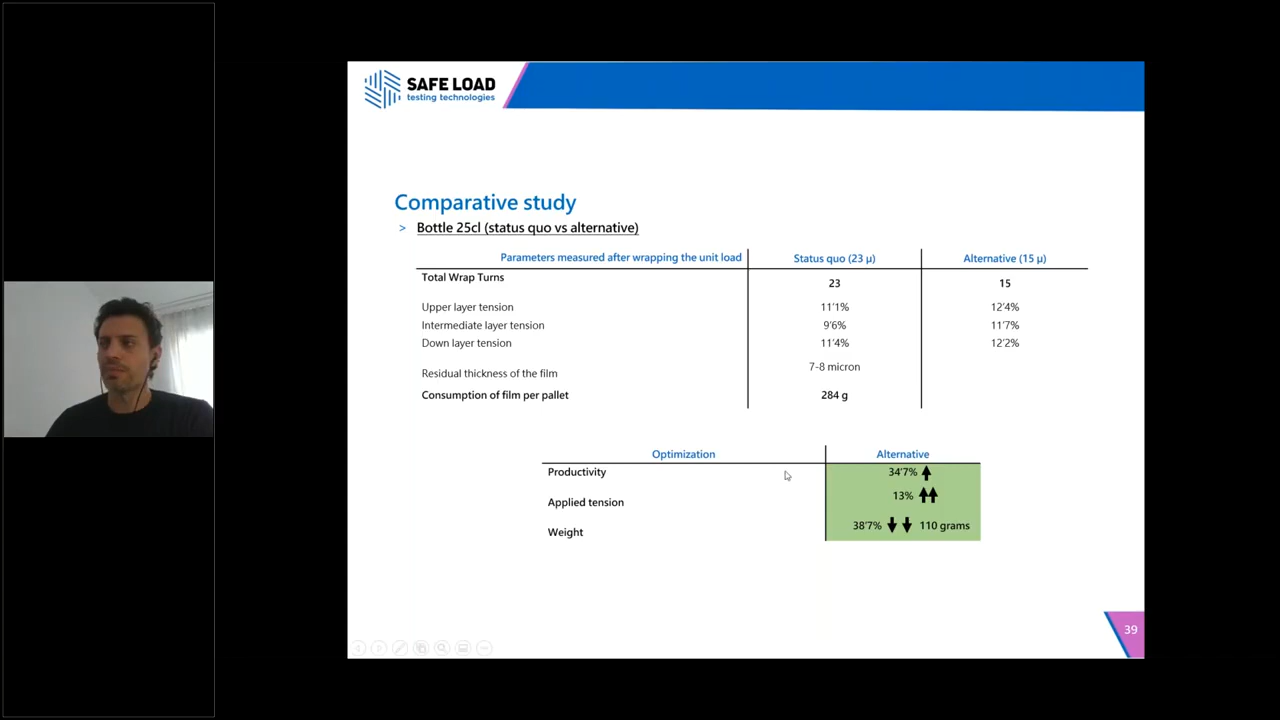 SAFE LOAD
testing technologies
Comparative study
> Bottle 25cl (status quo vs alternative)
Parameters measured after wrapping the unit load Status quo (23 µ) Alternative (15 µ)
Total Wrap Turns 23 15
Upper layer tension 11'1% 12'4%
Intermediate layer tension 9'6% 11'7%
Down layer tension 11'4% 12'2%
Residual thickness of the film 7-8 micron
Consumption of film per pallet 284 g
Optimization Alternative
Productivity 34'7%
Applied tension 13%
Weight 38'7% 110 grams
39